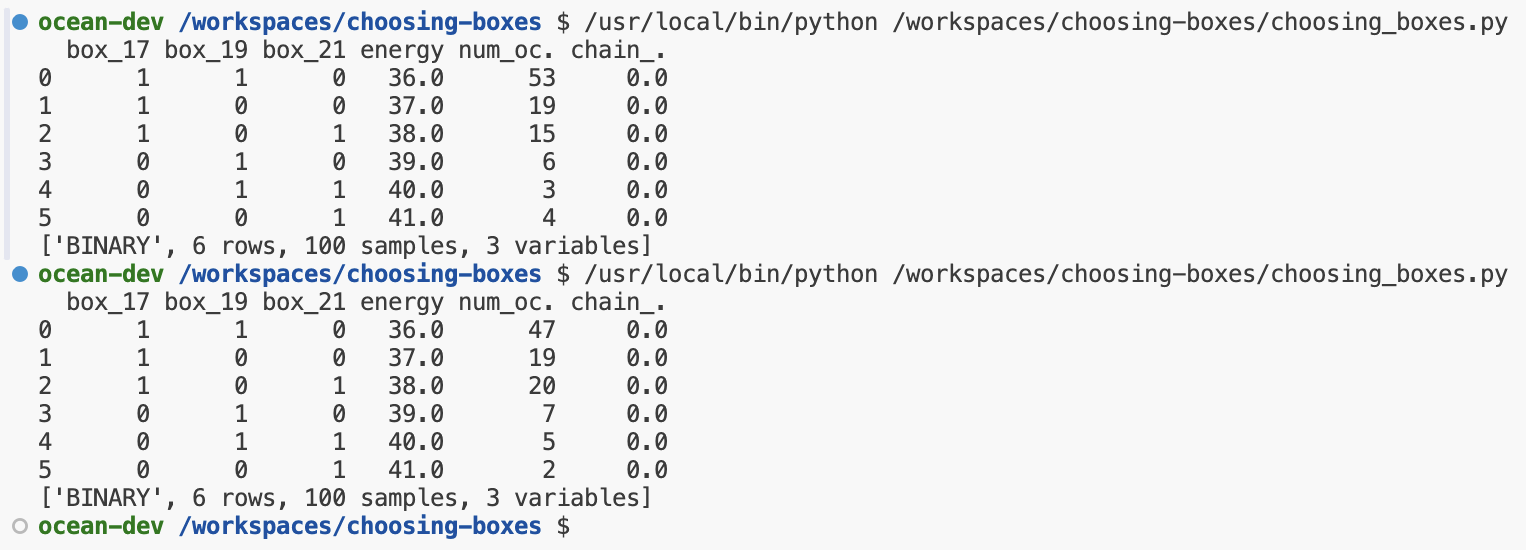 ocean-dev /workspaces/choosing-boxes $ /usr/local/bin/python /workspaces/choosing-boxes/choosing_boxes.py
  box_17 box_19 box_21 energy num_oc. chain_.
0      1      1      0   36.0      53     0.0
1      1      0      0   37.0      19     0.0
2      1      0      1   38.0      15     0.0
3      0      1      0   39.0       6     0.0
4      0      1      1   40.0       3     0.0
5      0      0      1   41.0       4     0.0
['BINARY', 6 rows, 100 samples, 3 variables]
ocean-dev /workspaces/choosing-boxes $ /usr/local/bin/python /workspaces/choosing-boxes/choosing_boxes.py
  box_17 box_19 box_21 energy num_oc. chain_.
0      1      1      0   36.0      47     0.0
1      1      0      0   37.0      19     0.0
2      1      0      1   38.0      20     0.0
3      0      1      0   39.0       7     0.0
4      0      1      1   40.0       5     0.0
5      0      0      1   41.0       2     0.0
['BINARY', 6 rows, 100 samples, 3 variables]
ocean-dev /workspaces/choosing-boxes $